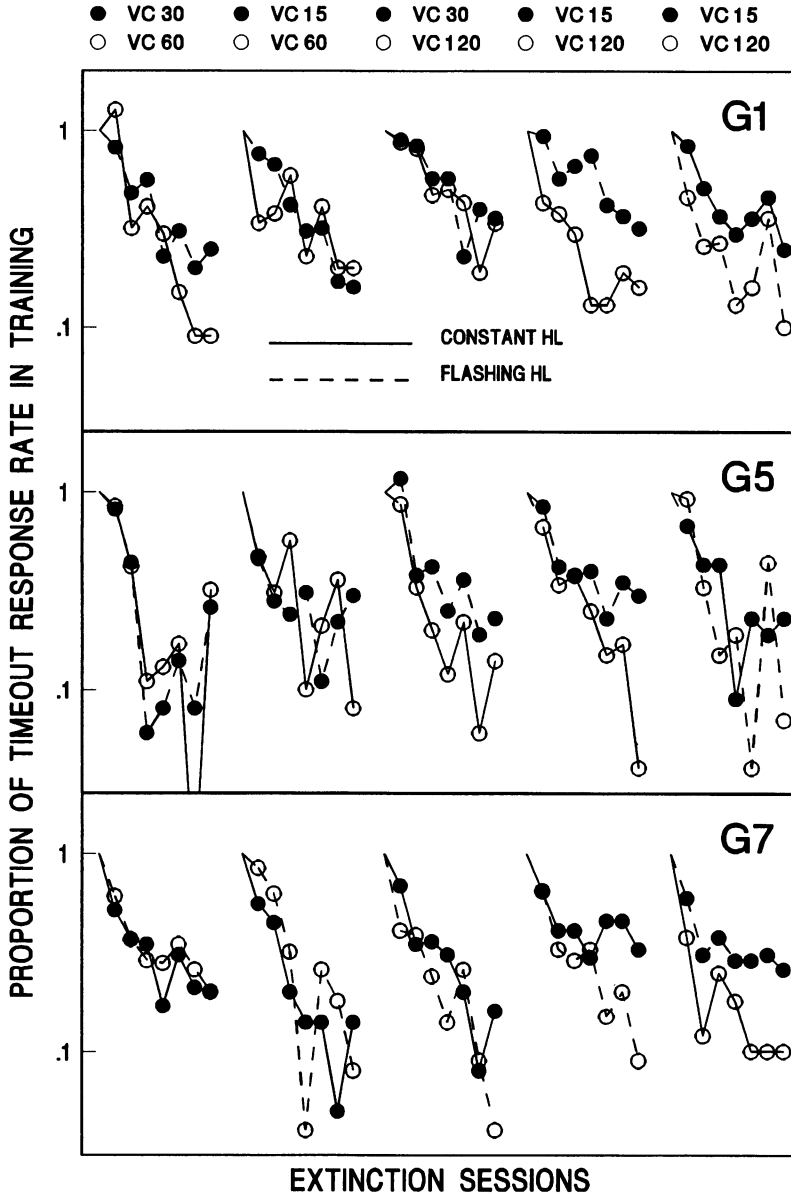 ● VC 30 ● VC 15 ● VC 30 ● VC 15 ● VC 15
○ VC 60 ○ VC 60 ○ VC 120 ○ VC 120 ○ VC 120
G1
1
.1
CONSTANT HL
FLASHING HL
G5
1
.1
G7
1
.1
PROPORTION OF TIMEOUT RESPONSE RATE IN TRAINING
EXTINCTION SESSIONS